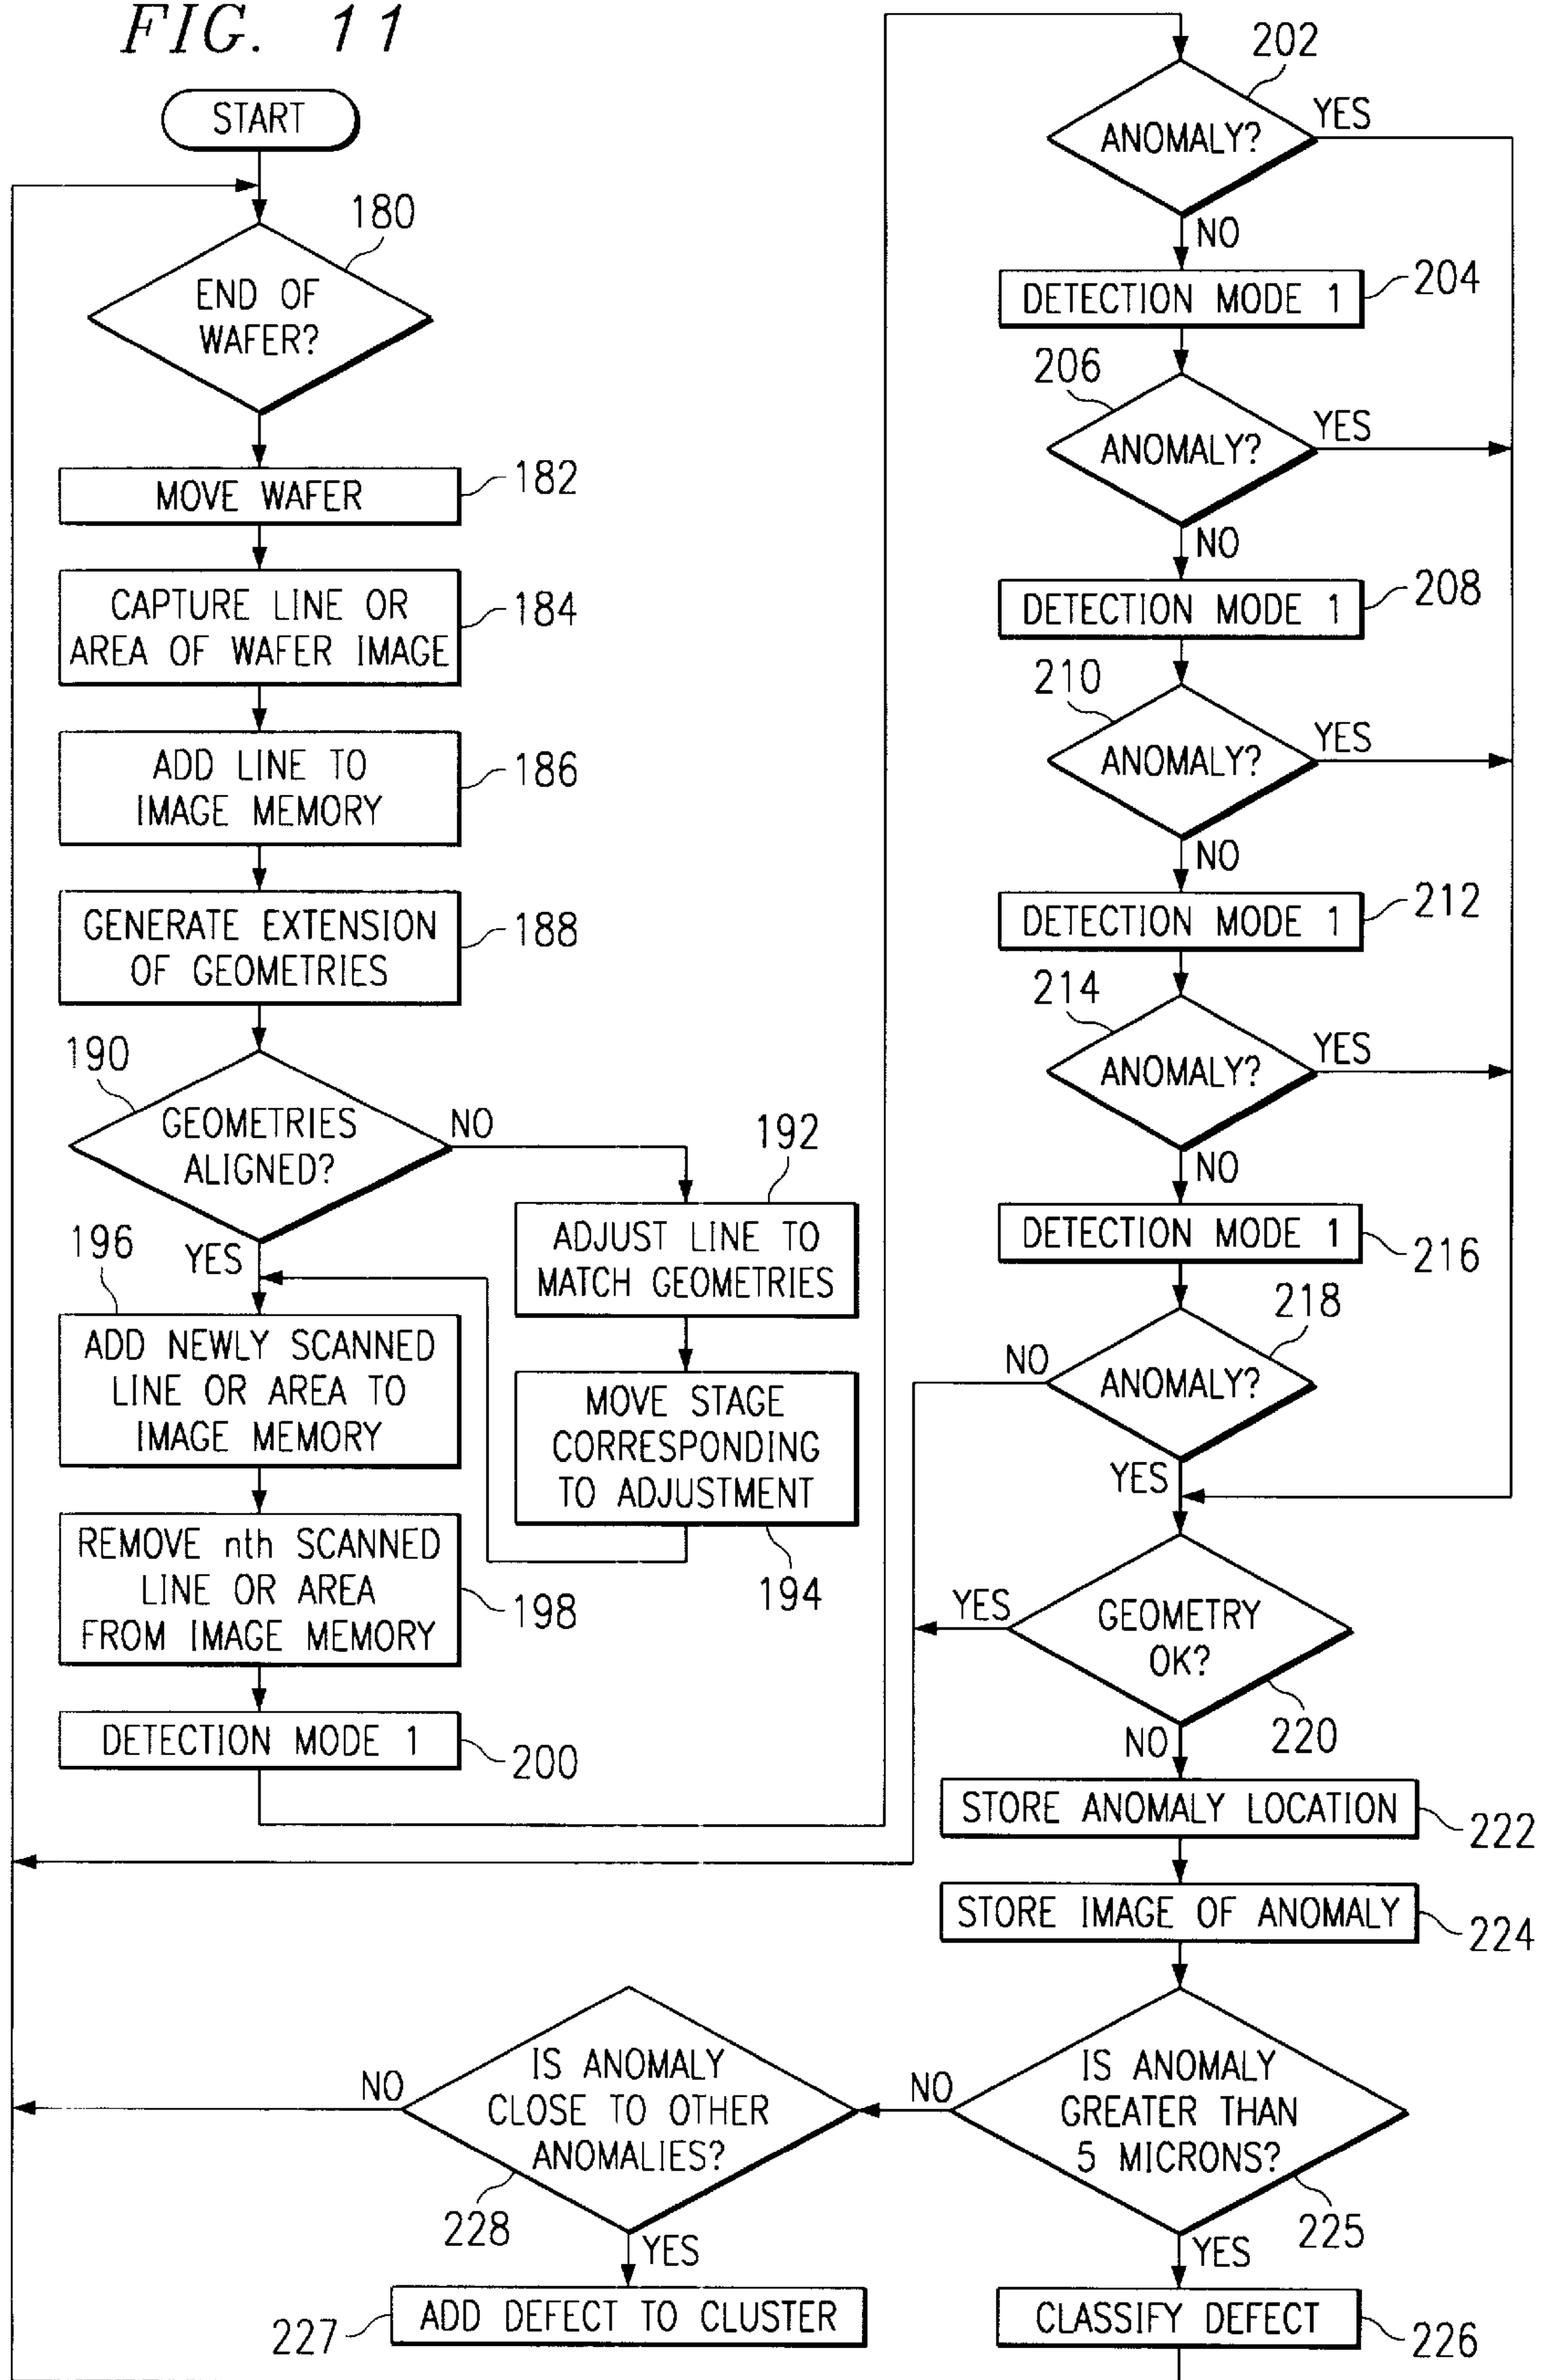 FIG. 11
START
180
END OF
WAFER?
MOVE WAFER
182
CAPTURE LINE OR
AREA OF WAFER IMAGE
184
ADD LINE TO
IMAGE MEMORY
186
GENERATE EXTENSION
OF GEOMETRIES
188
190
GEOMETRIES
ALIGNED?
NO
YES
192
ADJUST LINE TO
MATCH GEOMETRIES
MOVE STAGE
CORRESPONDING
TO ADJUSTMENT
194
196
ADD NEWLY SCANNED
LINE OR AREA TO
IMAGE MEMORY
REMOVE nth SCANNED
LINE OR AREA
FROM IMAGE MEMORY
198
DETECTION MODE 1
200
202
ANOMALY?
YES
NO
DETECTION MODE 1
204
206
ANOMALY?
YES
NO
DETECTION MODE 1
208
210
ANOMALY?
YES
NO
DETECTION MODE 1
212
214
ANOMALY?
YES
NO
DETECTION MODE 1
216
218
ANOMALY?
NO
YES
GEOMETRY
OK?
YES
220
NO
STORE ANOMALY LOCATION
222
STORE IMAGE OF ANOMALY
224
IS ANOMALY
GREATER THAN
5 MICRONS?
225
NO
YES
IS ANOMALY
CLOSE TO OTHER
ANOMALIES?
228
NO
YES
ADD DEFECT TO CLUSTER
227
CLASSIFY DEFECT
226